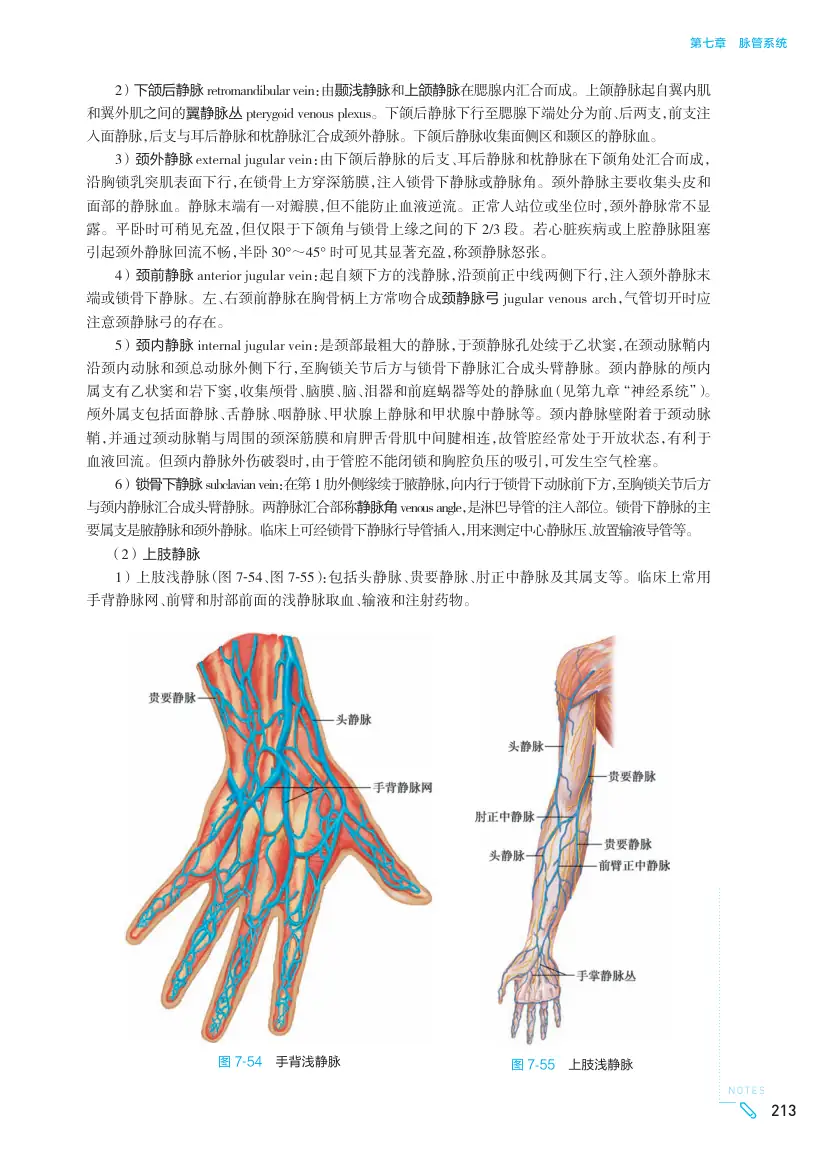 第七章 脉管系统
2）下颌后静脉 retromandibular vein：由颞浅静脉和上颌静脉在腮腺内汇合而成。上颌静脉起自翼内肌
和翼外肌之间的翼静脉丛 pterygoid venous plexus。下颌后静脉下行至腮腺下端处分为前、后两支，前支注
入面静脉，后支与耳后静脉和枕静脉汇合成颈外静脉。下颌后静脉收集面侧区和颞区的静脉血。
3）颈外静脉 external jugular vein：由下颌后静脉的后支、耳后静脉和枕静脉在下颌角处汇合而成，
沿胸锁乳突肌表面下行，在锁骨上方穿深筋膜，注入锁骨下静脉或静脉角。颈外静脉主要收集头皮和
面部的静脉血。静脉末端有一对瓣膜，但不能防止血液逆流。正常人站位或坐位时，颈外静脉常不显
露。平卧时可稍见充盈，但仅限于下颌角与锁骨上缘之间的下 2/3 段。若心脏疾病或上腔静脉阻塞
引起颈外静脉回流不畅，半卧 30°～45° 时可见其显著充盈，称颈静脉怒张。
4）颈前静脉 anterior jugular vein：起自颏下方的浅静脉，沿颈前正中线两侧下行，注入颈外静脉末
端或锁骨下静脉。左、右颈前静脉在胸骨柄上方常吻合成颈静脉弓 jugular venous arch，气管切开时应
注意颈静脉弓的存在。
5）颈内静脉 internal jugular vein：是颈部最粗大的静脉，于颈静脉孔处续于乙状窦，在颈动脉鞘内
沿颈内动脉和颈总动脉外侧下行，至胸锁关节后方与锁骨下静脉汇合成头臂静脉。颈内静脉的颅内
属支有乙状窦和岩下窦，收集颅骨、脑膜、脑、泪器和前庭蜗器等处的静脉血（见第九章“神经系统”）。
颅外属支包括面静脉、舌静脉、咽静脉、甲状腺上静脉和甲状腺中静脉等。颈内静脉壁附着于颈动脉
鞘，并通过颈动脉鞘与周围的颈深筋膜和肩胛舌骨肌中间腱相连，故管腔经常处于开放状态，有利于
血液回流。但颈内静脉外伤破裂时，由于管腔不能闭锁和胸腔负压的吸引，可发生空气栓塞。
6）锁骨下静脉 subclavian vein：在第 1 肋外侧缘续于腋静脉，向内行于锁骨下动脉前下方，至胸锁关节后方
与颈内静脉汇合成头臂静脉。两静脉汇合部称静脉角 venous angle，是淋巴导管的注入部位。锁骨下静脉的主
要属支是腋静脉和颈外静脉。临床上可经锁骨下静脉行导管插入，用来测定中心静脉压、放置输液导管等。
（2）上肢静脉
1）上肢浅静脉（图 7-54、图 7-55）：包括头静脉、贵要静脉、肘正中静脉及其属支等。临床上常用
手背静脉网、前臂和肘部前面的浅静脉取血、输液和注射药物。
贵要静脉
头静脉
手背静脉网
图 7-54 手背浅静脉
头静脉
贵要静脉
肘正中静脉
贵要静脉
头静脉
前臂正中静脉
手掌静脉丛
图 7-55 上肢浅静脉
NOTES
213